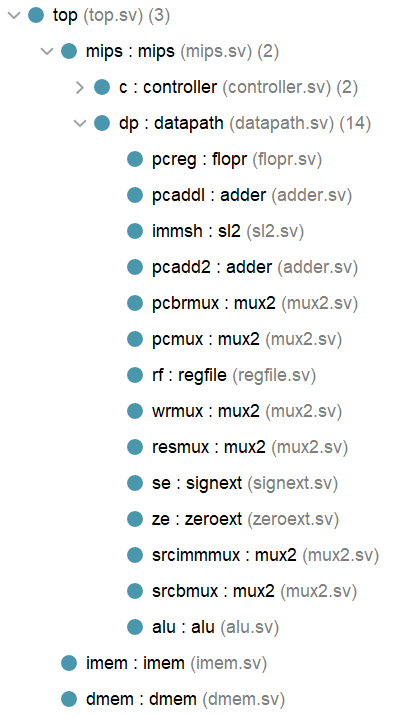 top (top.sv) (3)
mips : mips (mips.sv) (2)
c : controller (controller.sv) (2)
dp : datapath (datapath.sv) (14)
pcreg : flopr (flopr.sv)
pcaddl : adder (adder.sv)
immsh : sl2 (sl2.sv)
pcadd2 : adder (adder.sv)
pcbrmux : mux2 (mux2.sv)
pcmux : mux2 (mux2.sv)
rf : regfile (regfile.sv)
wrmux : mux2 (mux2.sv)
resmux : mux2 (mux2.sv)
se : signext (signext.sv)
ze : zeroext (zeroext.sv)
srcimmmux : mux2 (mux2.sv)
srcbmux : mux2 (mux2.sv)
alu : alu (alu.sv)
imem : imem (imem.sv)
dmem : dmem (dmem.sv)